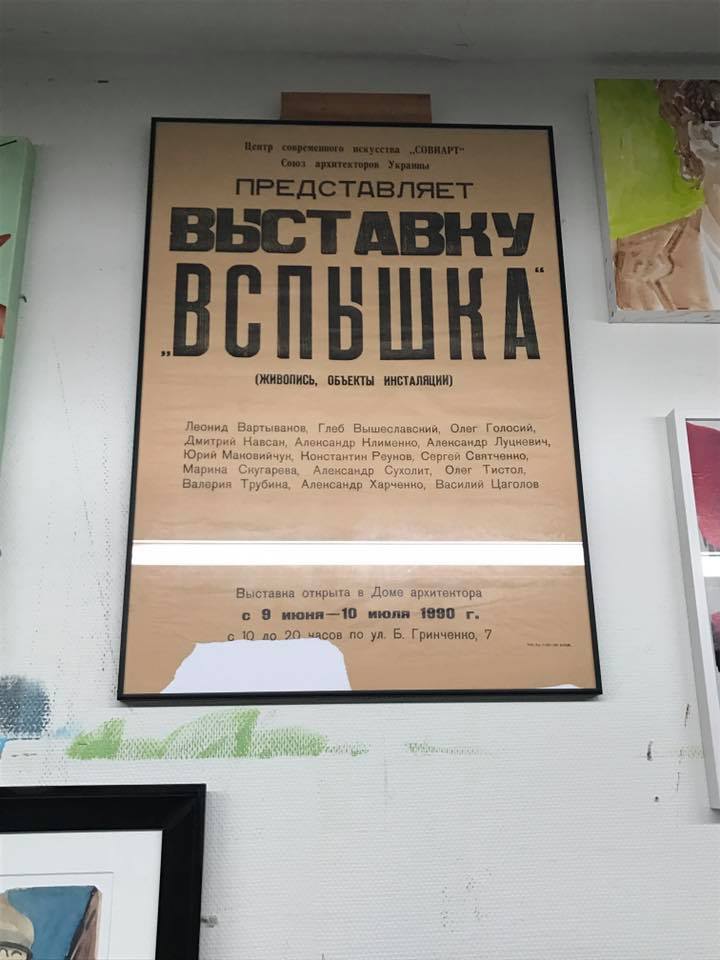 Центр современного искусства „СОВИАРТ“
Союз архитекторов Украины
ПРЕДСТАВЛЯЕТ
ВЫСТАВКУ
„ВСПЫШКА“
(ЖИВОПИСЬ, ОБЪЕКТЫ ИНСТАЛЯЦИИ)
Леонид Вартыванов, Глеб Вышеславский, Олег Голосий,
Дмитрий Кавсан, Александр Клименко, Александр Луцкевич,
Юрий Маковийчук, Константин Реунов, Сергей Святченко,
Марина Скугарева, Александр Сухолит, Олег Тистол,
Валерия Трубина, Александр Харченко, Василий Цаголов
Выставка открыта в Доме архитектора
с 9 июня—10 июля 1990 г.
с 10 до 20 часов по ул. Б. Гринченко, 7